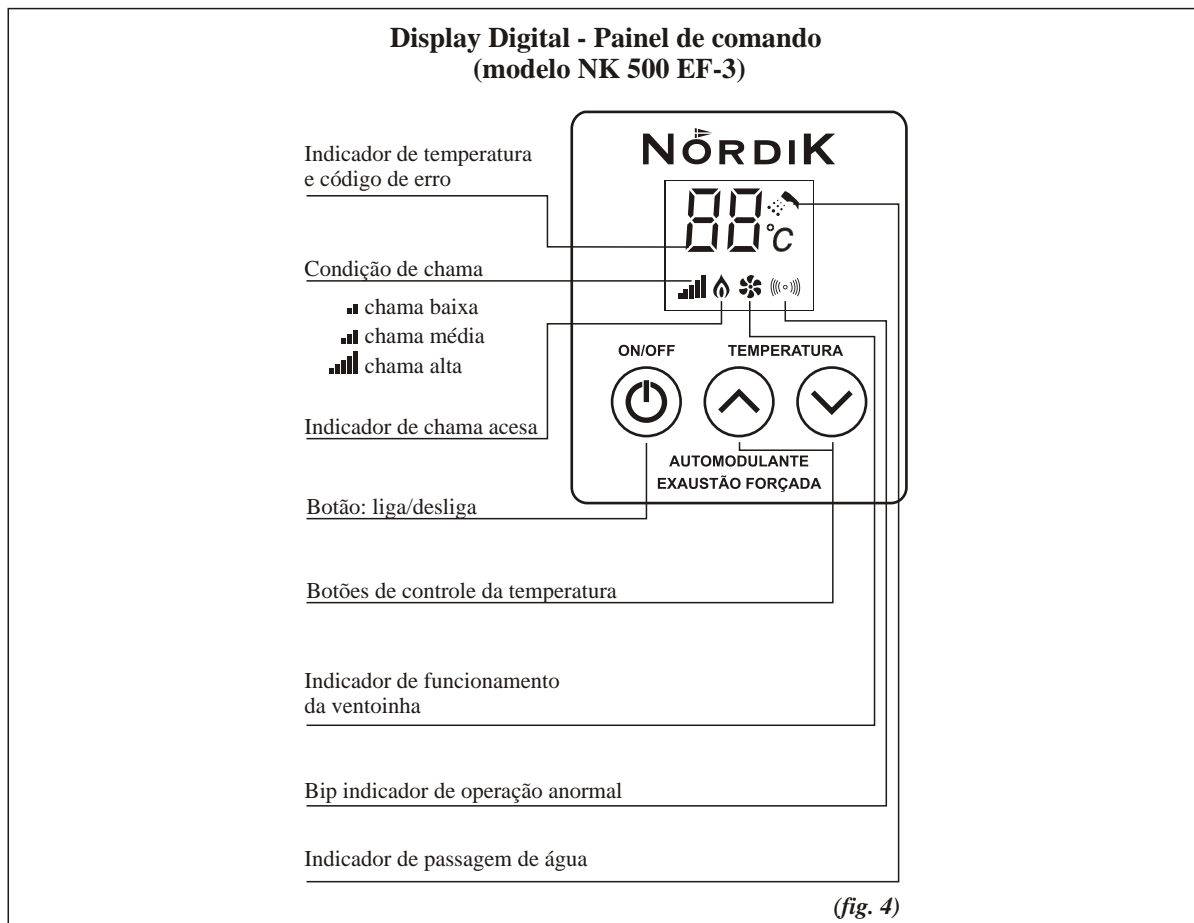 Display Digital - Painel de comando
(modelo NK 500 EF-3)
Indicador de temperatura
e código de erro
Condição de chama
chama baixa
chama média
chama alta
Indicador de chama acesa
Botão: liga/desliga
Botões de controle da temperatura
Indicador de funcionamento
da ventoinha
Bip indicador de operação anormal
Indicador de passagem de água
NÖRDIK
88 °C
ON/OFF TEMPERATURA
AUTOMODULANTE
EXAUSTÃO FORÇADA
(fig. 4)